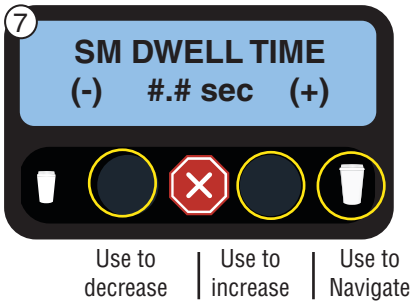 7
SM DWELL TIME
(-) #.# sec (+)
Use to decrease
Use to increase
Use to Navigate